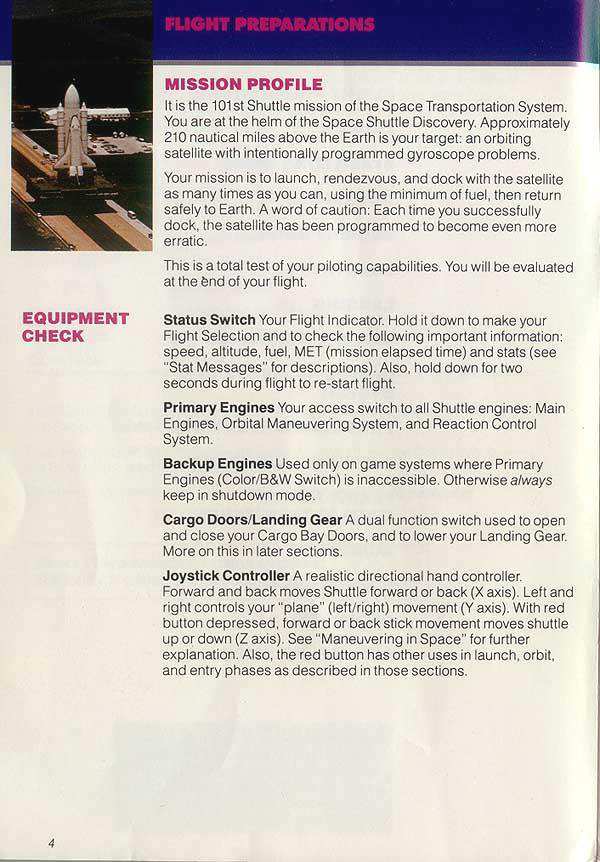 FLIGHT PREPARATIONS
MISSION PROFILE
It is the 101st Shuttle mission of the Space Transportation System.
You are at the helm of the Space Shuttle Discovery. Approximately
210 nautical miles above the Earth is your target: an orbiting
satellite with intentionally programmed gyroscope problems.
Your mission is to launch, rendezvous, and dock with the satellite
as many times as you can, using the minimum of fuel, then return
safely to Earth. A word of caution: Each time you successfully
dock, the satellite has been programmed to become even more
erratic.
This is a total test of your piloting capabilities. You will be evaluated
at the end of your flight.
EQUIPMENT
CHECK
Status Switch Your Flight Indicator. Hold it down to make your
Flight Selection and to check the following important information:
speed, altitude, fuel, MET (mission elapsed time) and stats (see
"Stat Messages" for descriptions). Also, hold down for two
seconds during flight to re-start flight.
Primary Engines Your access switch to all Shuttle engines: Main
Engines, Orbital Maneuvering System, and Reaction Control
System.
Backup Engines Used only on game systems where Primary
Engines (Color/B&W Switch) is inaccessible. Otherwise always
keep in shutdown mode.
Cargo Doors/Landing Gear A dual function switch used to open
and close your Cargo Bay Doors, and to lower your Landing Gear.
More on this in later sections.
Joystick Controller A realistic directional hand controller.
Forward and back moves Shuttle forward or back (X axis). Left and
right controls your "plane" (left/right) movement (Y axis). With red
button depressed, forward or back stick movement moves shuttle
up or down (Z axis). See "Maneuvering in Space" for further
explanation. Also, the red button has other uses in launch, orbit,
and entry phases as described in those sections.
4